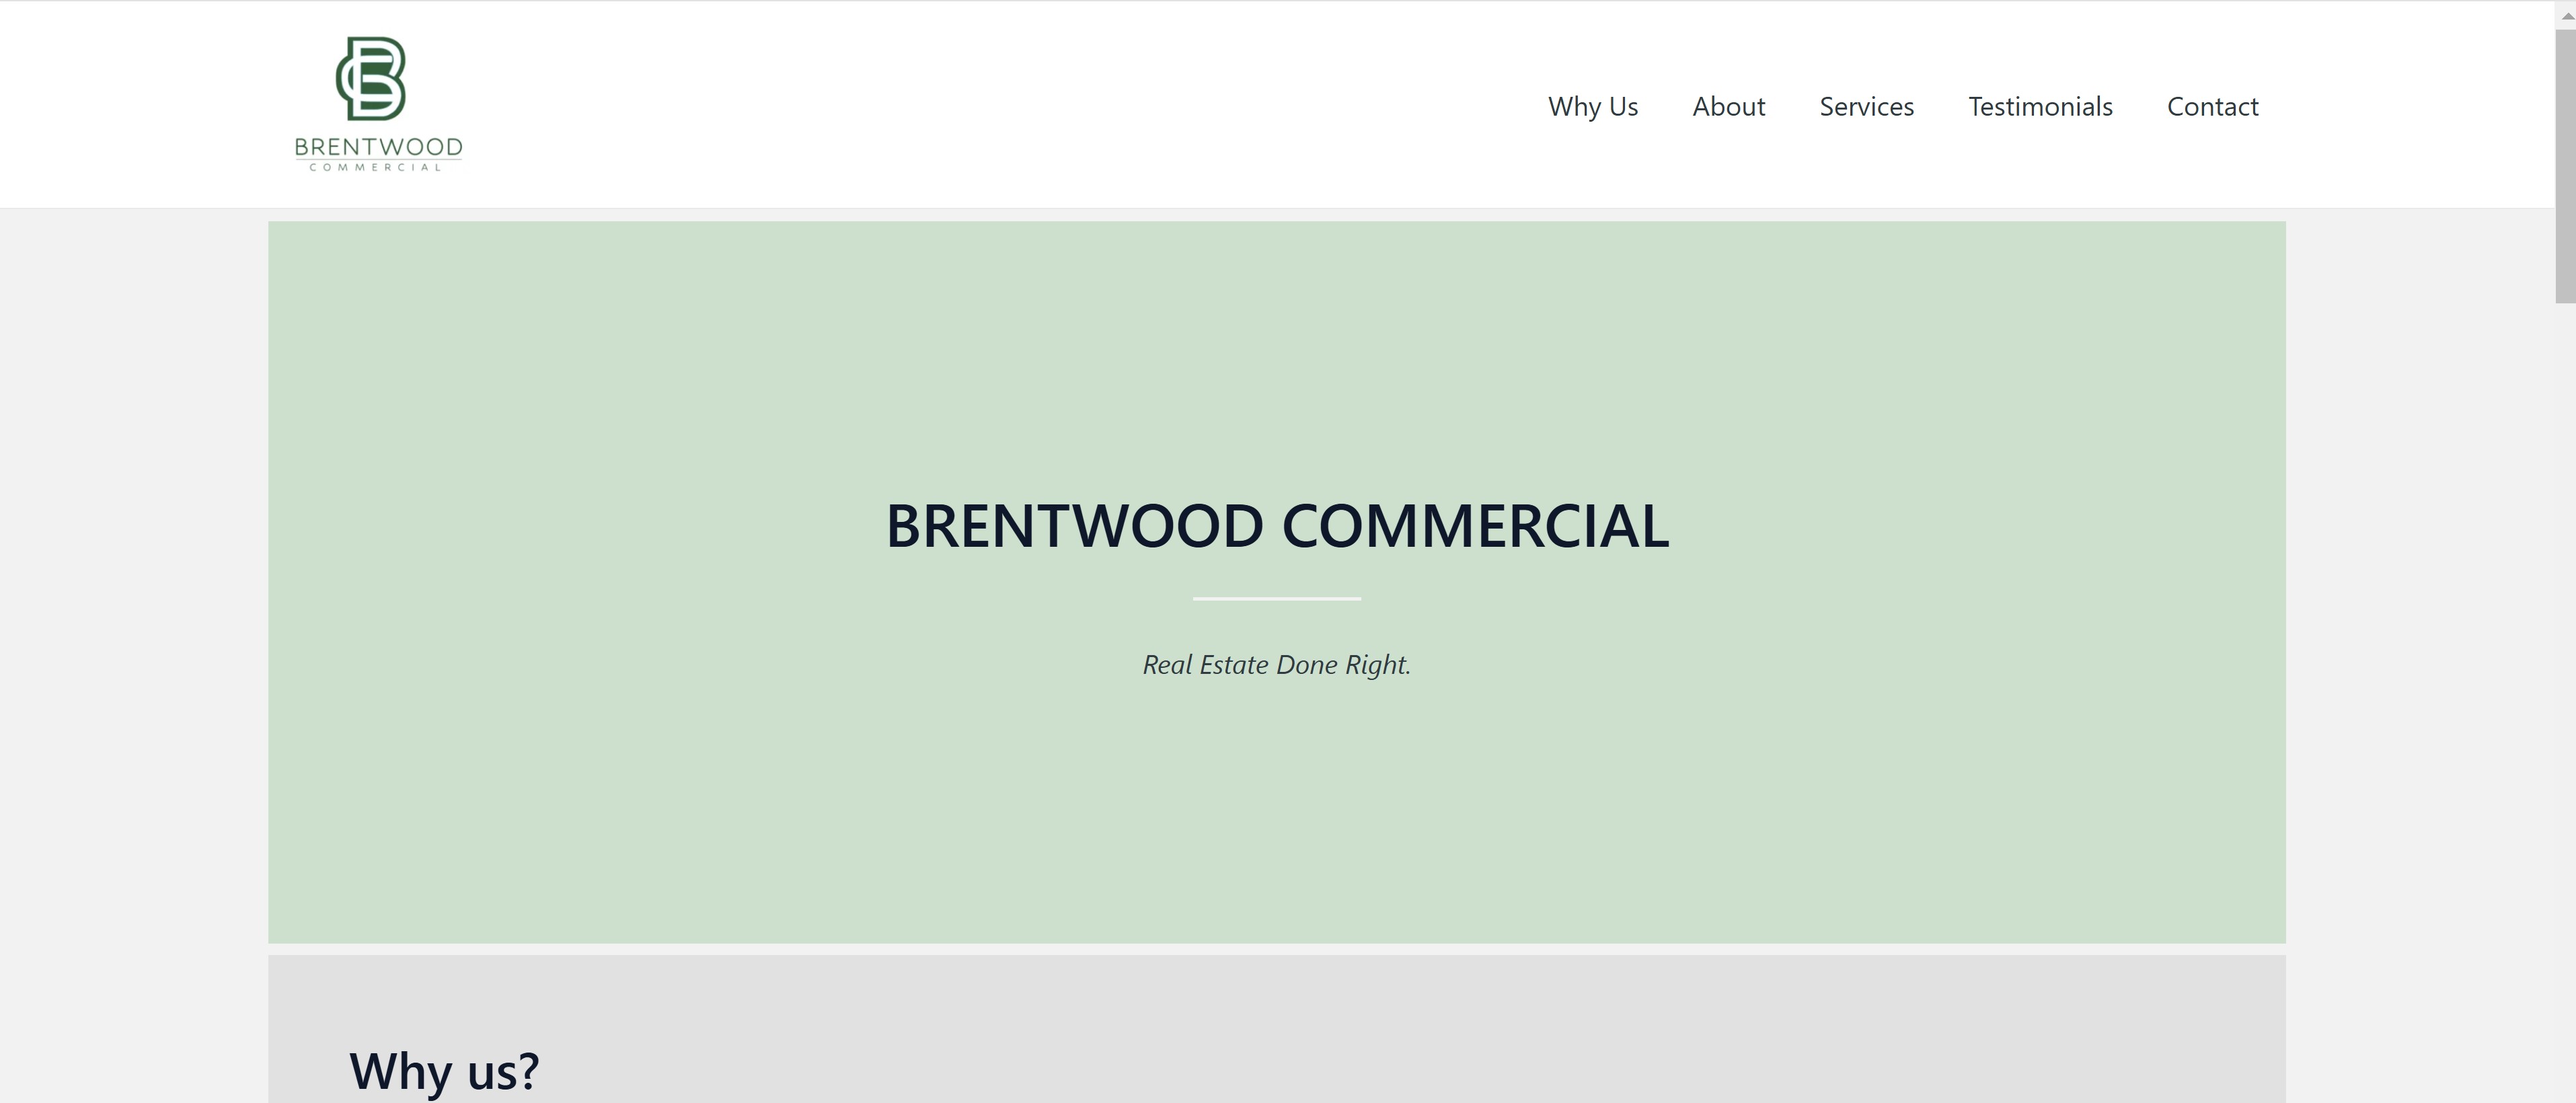 BRENTWOOD
COMMERCIAL
Why Us About Services Testimonials Contact
BRENTWOOD COMMERCIAL
Real Estate Done Right.
Why us?